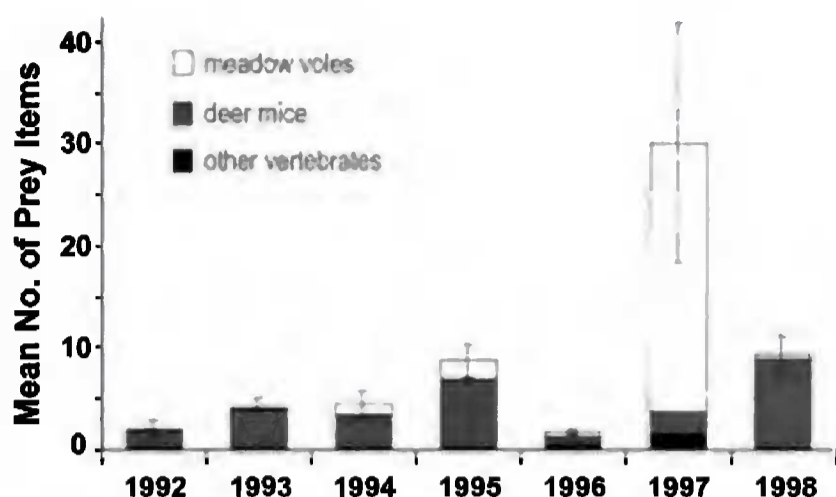 Mean No. of Prey Items
40
30
20
10
0
meadow voles
deer mice
other vertebrates
1992 1993 1994 1995 1996 1997 1998